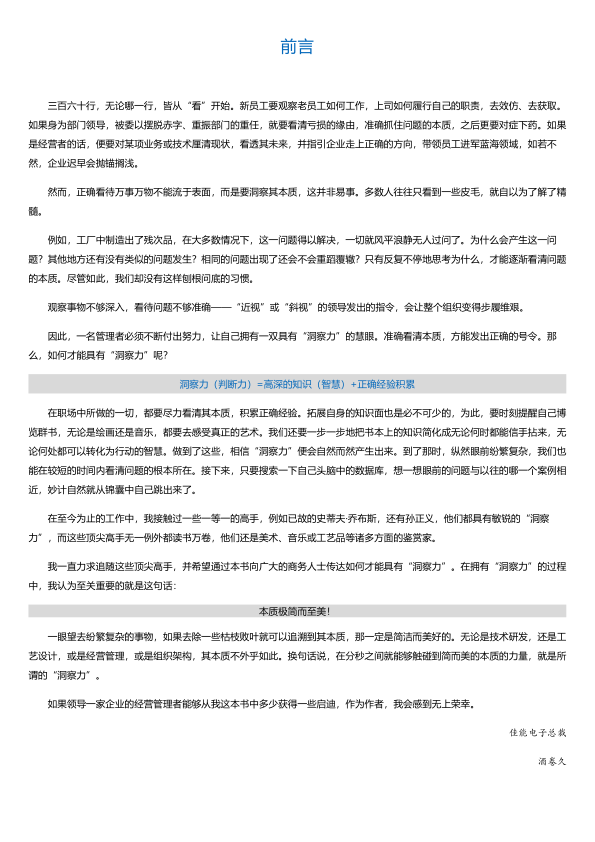 前言
三百六十行，无论哪一行，皆从“看”开始。新员工要观察老员工如何工作，上司如何履行自己的职责，去效仿、去获取。
如果身为部门领导，被委以摆脱赤字、重振部门的重任，就要看清亏损的缘由，准确抓住问题的本质，之后更要对症下药。如果
是经营者的话，便要对某项业务或技术厘清现状，看透其未来，并指引企业走上正确的方向，带领员工进军蓝海领域，如若不
然，企业迟早会抛锚搁浅。
然而，正确看待万事万物不能流于表面，而是要洞察其本质，这并非易事。多数人往往只看到一些皮毛，就自以为了解了精
髓。
例如，工厂中制造出了残次品，在大多数情况下，这一问题得以解决，一切就风平浪静无人过问了。为什么会产生这一问
题？其他地方还有没有类似的问题发生？相同的问题出现了还会不会重蹈覆辙？只有反复不停地思考为什么，才能逐渐看清问题
的本质。尽管如此，我们却没有这样刨根问底的习惯。
观察事物不够深入，看待问题不够准确——“近视”或“斜视”的领导发出的指令，会让整个组织变得步履维艰。
因此，一名管理者必须不断付出努力，让自己拥有一双具有“洞察力”的慧眼。准确看清本质，方能发出正确的号令。那
么，如何才能具有“洞察力”呢？
洞察力（判断力）=高深的知识（智慧）+正确经验积累
在职场中所做的一切，都要尽力看清其本质，积累正确经验。拓展自身的知识面也是必不可少的，为此，要时刻提醒自己博
览群书，无论是绘画还是音乐，都要去感受真正的艺术。我们还要一步一步地把书本上的知识简化成无论何时都能信手拈来，无
论何处都可以转化为行动的智慧。做到了这些，相信“洞察力”便会自然而然产生出来。到了那时，纵然眼前纷繁复杂，我们也
能在较短的时间内看清问题的根本所在。接下来，只要搜索一下自己头脑中的数据库，想一想眼前的问题与以往的哪一个案例相
近，妙计自然就从锦囊中自己跳出来了。
在至今为止的工作中，我接触过一些一等一的高手，例如已故的史蒂夫·乔布斯，还有孙正义，他们都具有敏锐的“洞察
力”，而这些顶尖高手无一例外都读书万卷，他们还是美术、音乐或工艺品等诸多方面的鉴赏家。
我一直力求追随这些顶尖高手，并希望通过本书向广大的商务人士传达如何才能具有“洞察力”。在拥有“洞察力”的过程
中，我认为至关重要的就是这句话：
本质极简而至美！
一眼望去纷繁复杂的事物，如果去除一些枯枝败叶就可以追溯到其本质，那一定是简洁而美好的。无论是技术研发，还是工
艺设计，或是经营管理，或是组织架构，其本质不外乎如此。换句话说，在分秒之间就能够触碰到简而美的本质的力量，就是所
谓的“洞察力”。
如果领导一家企业的经营管理者能够从我这本书中多少获得一些启迪，作为作者，我会感到无上荣幸。
佳能电子总裁
酒卷久